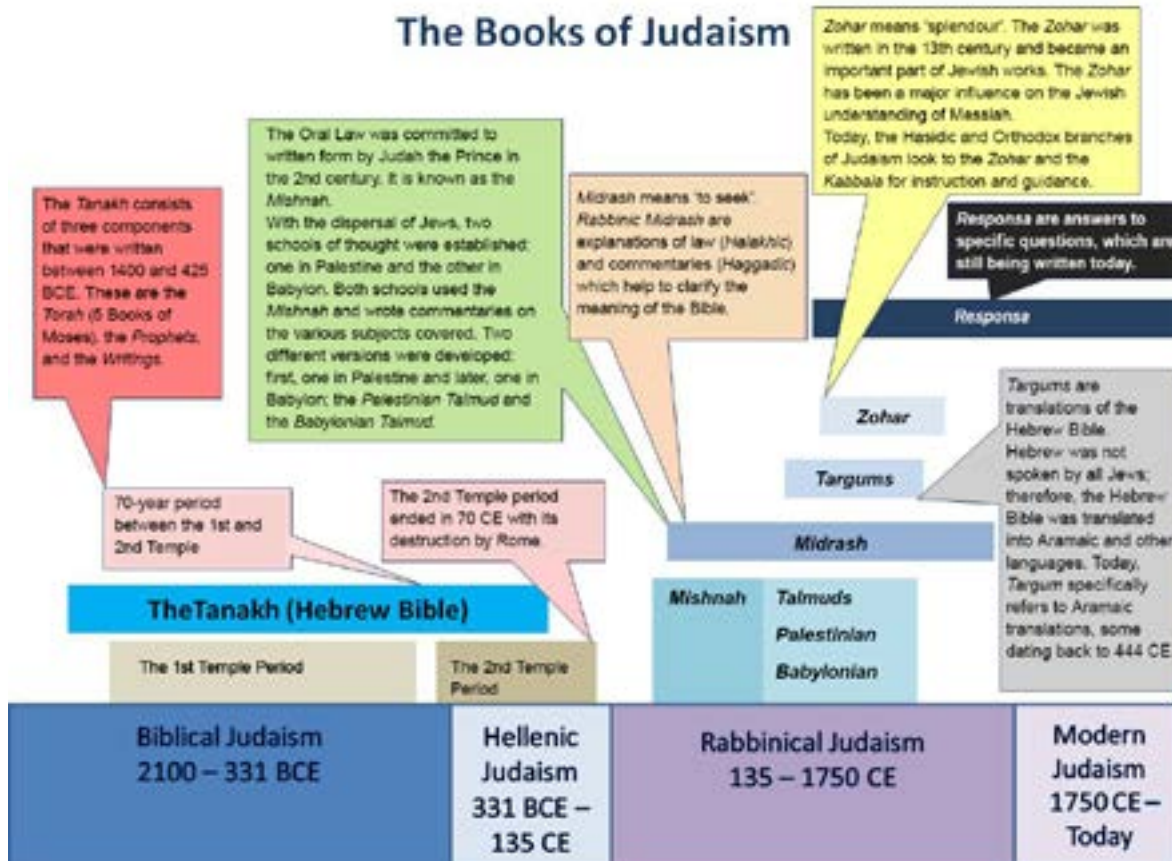 The Books of Judaism
Zohar means 'splendour'. The Zohar was
written in the 13th century and became an
important part of Jewish works. The Zohar
has been a major influence on the Jewish
understanding of Messiah.
Today, the Hasidic and Orthodox branches
of Judaism look to the Zohar and the
Kabbala for instruction and guidance.
The Oral Law was committed to
written form by Judah the Prince in
the 2nd century. It is known as the
Mishnah.
With the dispersal of Jews, two
schools of thought were established:
one in Palestine and the other in
Babylon. Both schools used the
Mishnah and wrote commentaries on
the various subjects covered. Two
different versions were developed:
first, one in Palestine and later, one in
Babylon; the Palestinian Talmud and
the Babylonian Talmud.
The Tanakh consists
of three components
that were written
between 1400 and 425
BCE. These are the
Torah (5 Books of
Moses), the Prophets,
and the Writings.
Midrash means 'to seek'.
Rabbinic Midrash are
explanations of law (Halakhic)
and commentaries (Haggadic)
which help to clarify the
meaning of the Bible.
Responsa are answers to
specific questions, which are
still being written today.
Responsa
Zohar
Targums are
translations of the
Hebrew Bible.
Hebrew was not
spoken by all Jews;
therefore, the Hebrew
Bible was translated
into Aramaic and other
languages. Today,
Targum specifically
refers to Aramaic
translations, some
dating back to 444 CE
Targums
70-year period
between the 1st and
2nd Temple
The 2nd Temple period
ended in 70 CE with its
destruction by Rome.
Midrash
TheTanakh (Hebrew Bible)
Mishnah
Talmuds
Palestinian
Babylonian
The 1st Temple Period
The 2nd Temple
Period
Biblical Judaism
2100 – 331 BCE
Hellenic
Judaism
331 BCE –
135 CE
Rabbinical Judaism
135 – 1750 CE
Modern
Judaism
1750 CE –
Today